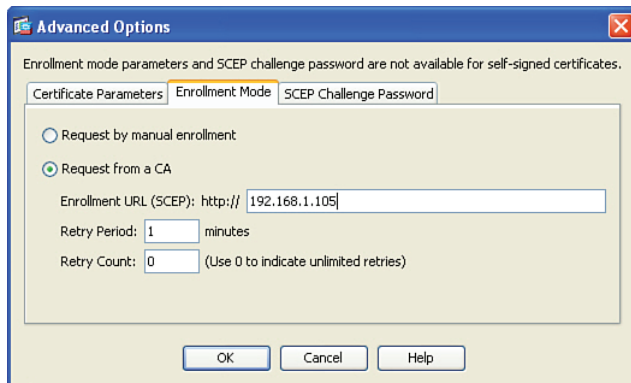 Advanced Options
Enrollment mode parameters and SCEP challenge password are not available for self-signed certificates.
Certificate Parameters Enrollment Mode SCEP Challenge Password
Request by manual enrollment
Request from a CA
Enrollment URL (SCEP): http:// 192.168.1.105
Retry Period: 1 minutes
Retry Count: 0 (Use 0 to indicate unlimited retries)
OK Cancel Help